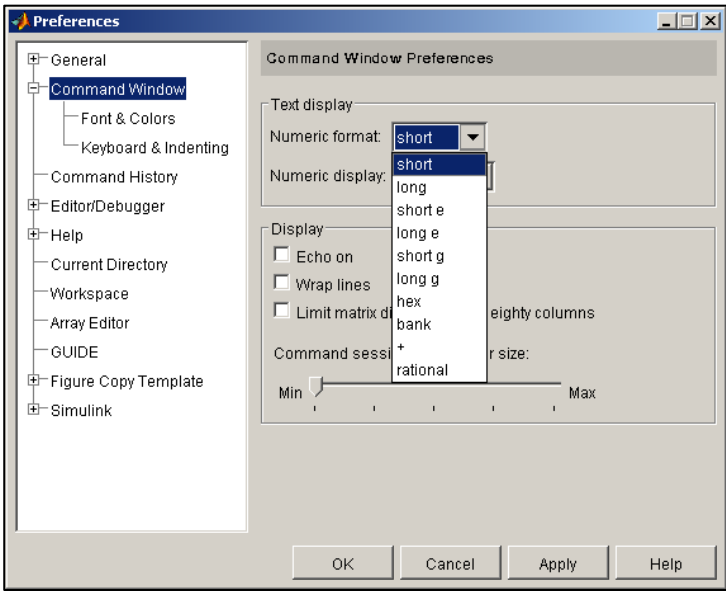 Preferences
General
Command Window
Font & Colors
Keyboard & Indenting
Command History
Editor/Debugger
Help
Current Directory
Workspace
Array Editor
GUIDE
Figure Copy Template
Simulink
Command Window Preferences
Text display
Numeric format: short
Numeric display:
short
long
short e
long e
short g
long g
hex
bank
+
rational
Display
Echo on
Wrap lines
Limit matrix di eighty columns
Command sessi r size:
Min Max
OK Cancel Apply Help